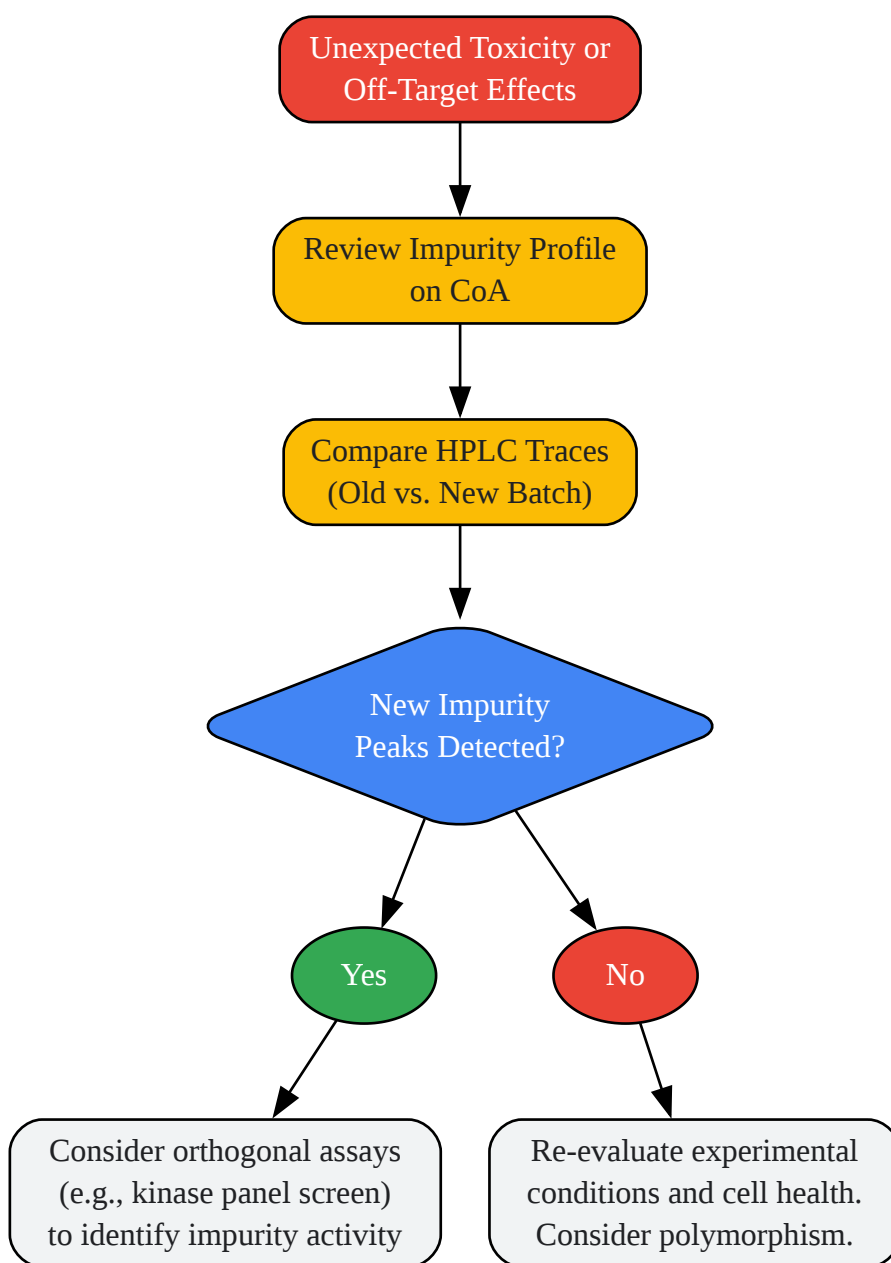 Unexpected Toxicity or
Off-Target Effects
Review Impurity Profile
on CoA
Compare HPLC Traces
(Old vs. New Batch)
New Impurity
Peaks Detected?
Yes
No
Consider orthogonal assays
(e.g., kinase panel screen)
to identify impurity activity
Re-evaluate experimental
conditions and cell health.
Consider polymorphism.